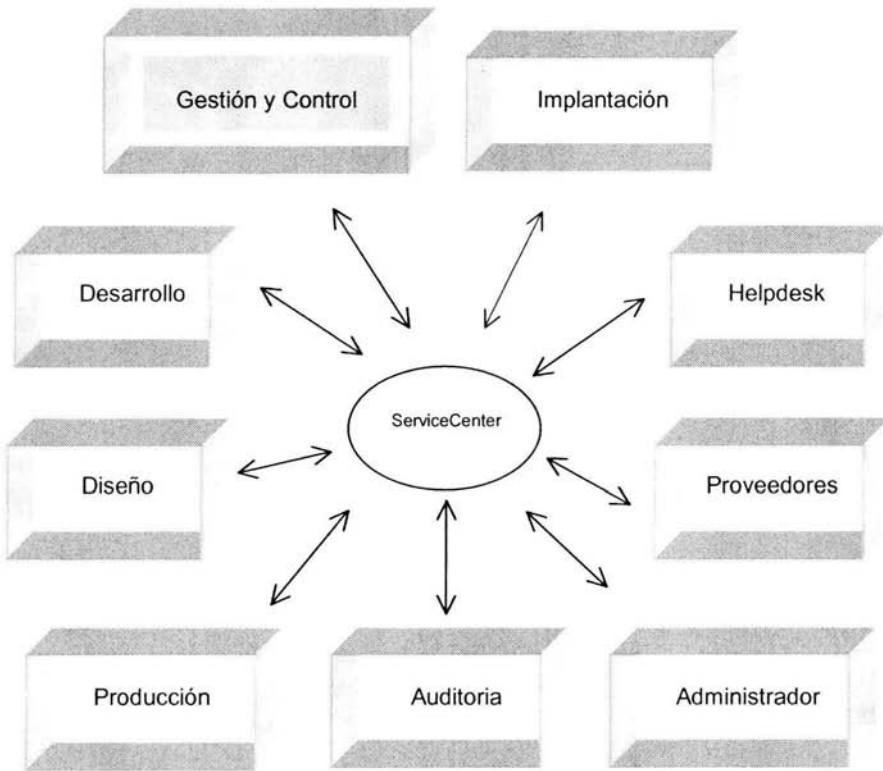 Gestión y Control
Implantación
Desarrollo
Helpdesk
ServiceCenter
Diseño
Proveedores
Producción
Auditoria
Administrador